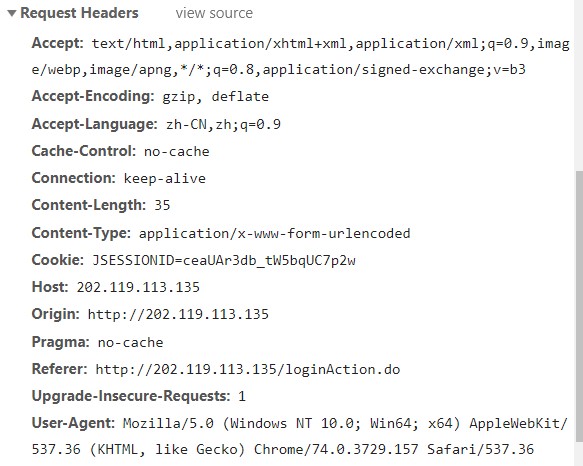 Request Headers view source
Accept: text/html,application/xhtml+xml,application/xml;q=0.9,imag
e/webp,image/apng,*/*;q=0.8,application/signed-exchange;v=b3
Accept-Encoding: gzip, deflate
Accept-Language: zh-CN,zh;q=0.9
Cache-Control: no-cache
Connection: keep-alive
Content-Length: 35
Content-Type: application/x-www-form-urlencoded
Cookie: JSESSIONID=ceaUAr3db_tW5bqUC7p2w
Host: 202.119.113.135
Origin: http://202.119.113.135
Pragma: no-cache
Referer: http://202.119.113.135/loginAction.do
Upgrade-Insecure-Requests: 1
User-Agent: Mozilla/5.0 (Windows NT 10.0; Win64; x64) AppleWebKit/
537.36 (KHTML, like Gecko) Chrome/74.0.3729.157 Safari/537.36